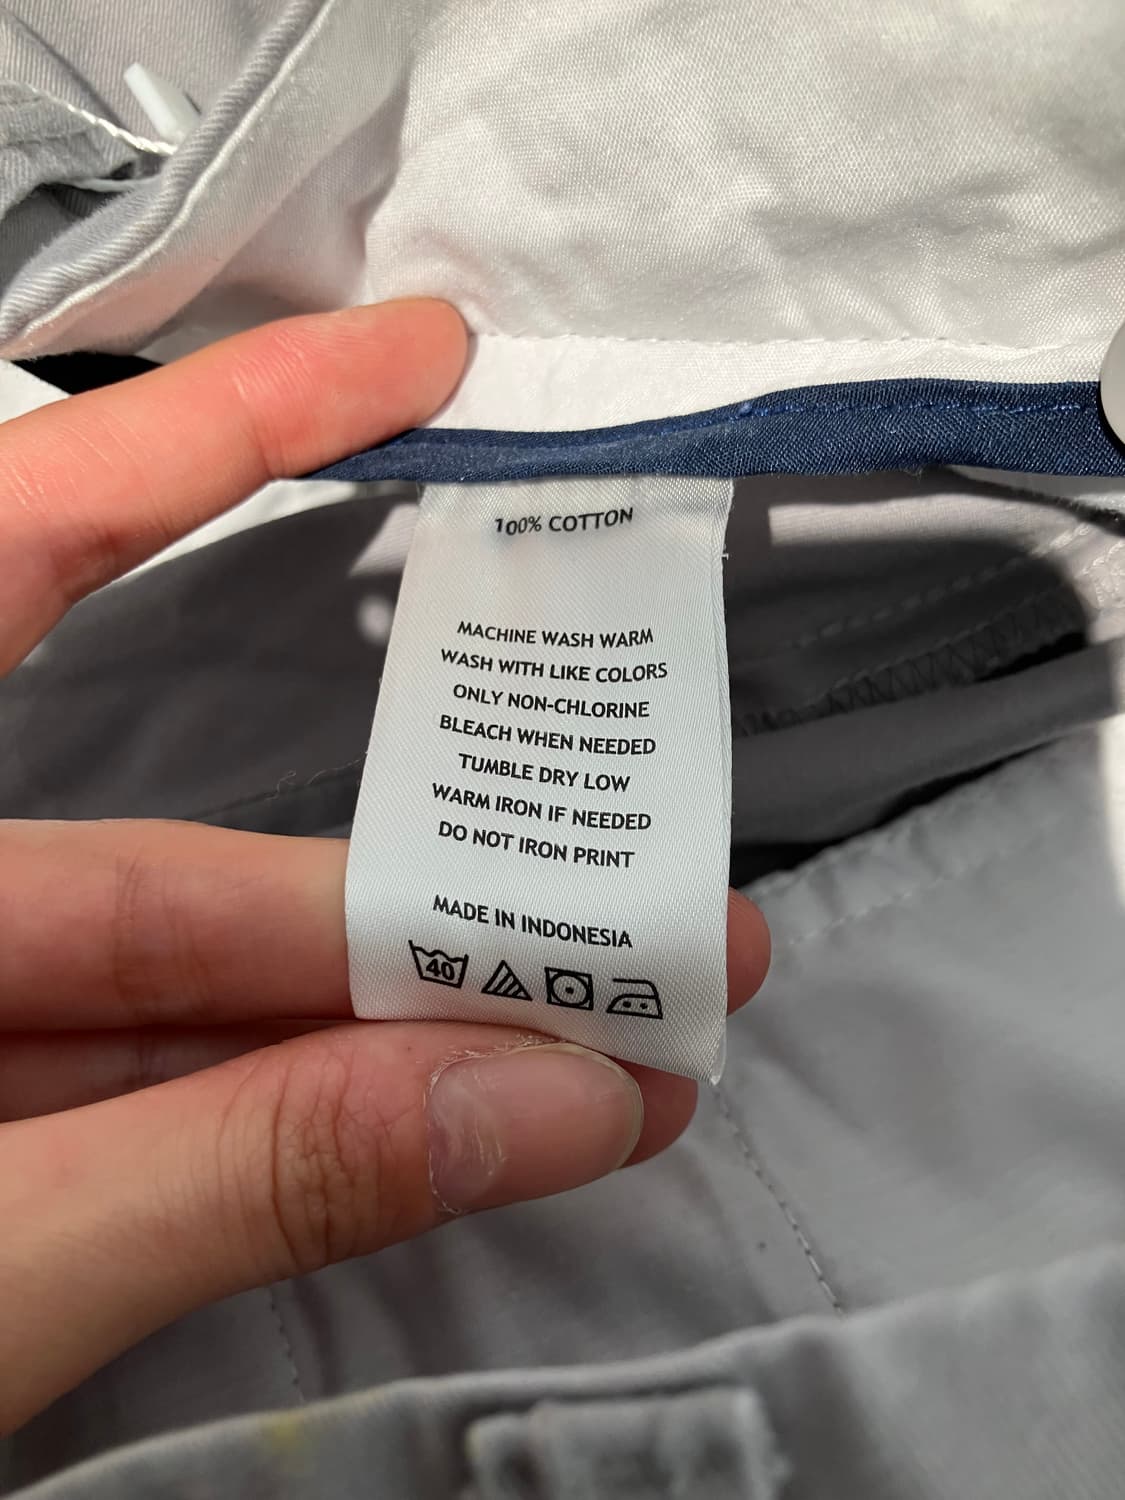 100% COTTON
MACHINE WASH WARM
WASH WITH LIKE COLORS
ONLY NON-CHLORINE
BLEACH WHEN NEEDED
TUMBLE DRY LOW
WARM IRON IF NEEDED
DO NOT IRON PRINT
MADE IN INDONESIA
40